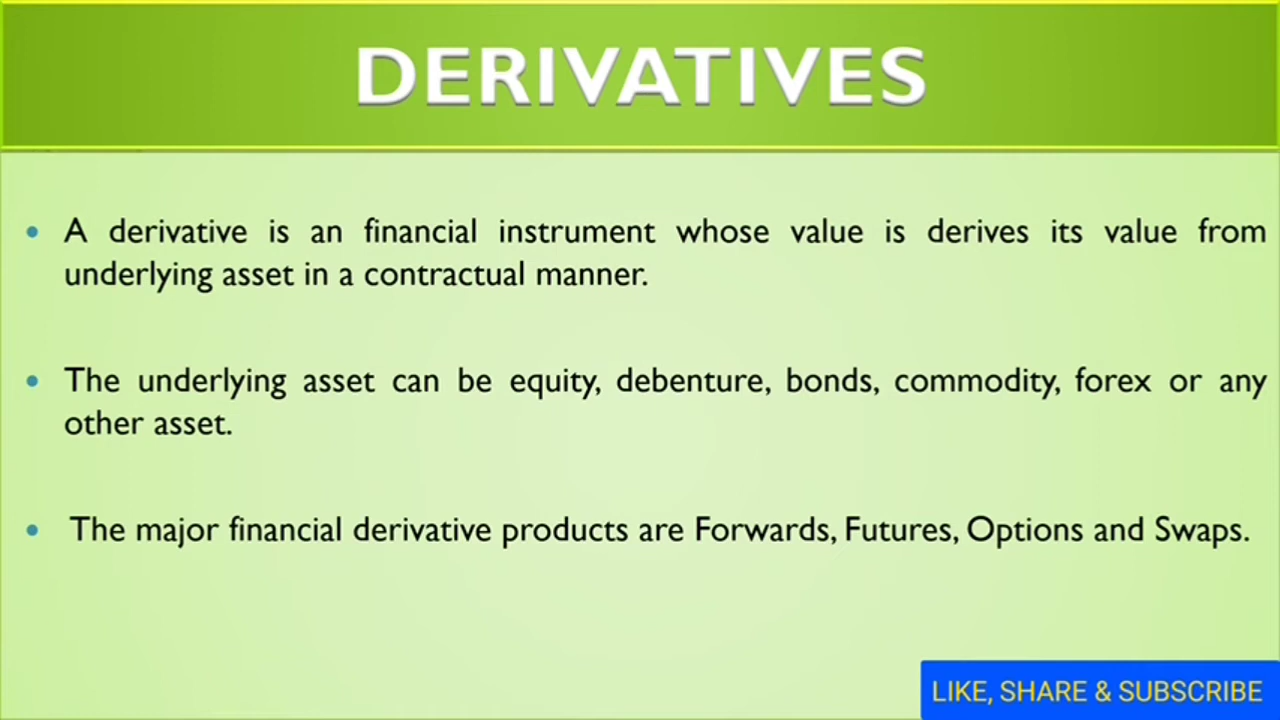 DERIVATIVES
• A derivative is an financial instrument whose value is derives its value from
underlying asset in a contractual manner.
• The underlying asset can be equity, debenture, bonds, commodity, forex or any
other asset.
• The major financial derivative products are Forwards, Futures, Options and Swaps.
LIKE, SHARE & SUBSCRIBE